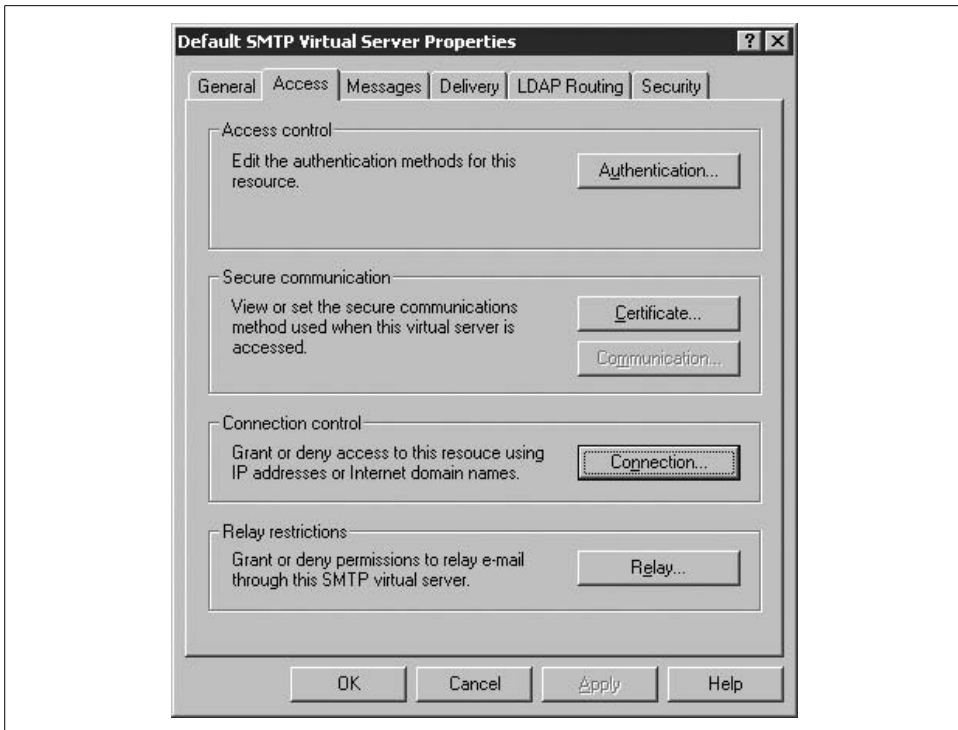 Default SMTP Virtual Server Properties
General Access Messages Delivery LDAP Routing Security
Access control
Edit the authentication methods for this
resource.
Authentication...
Secure communication
View or set the secure communications
method used when this virtual server is
accessed.
Certificate...
Communication...
Connection control
Grant or deny access to this resouce using
IP addresses or Internet domain names.
Connection...
Relay restrictions
Grant or deny permissions to relay e-mail
through this SMTP virtual server.
Relay...
OK Cancel Apply Help